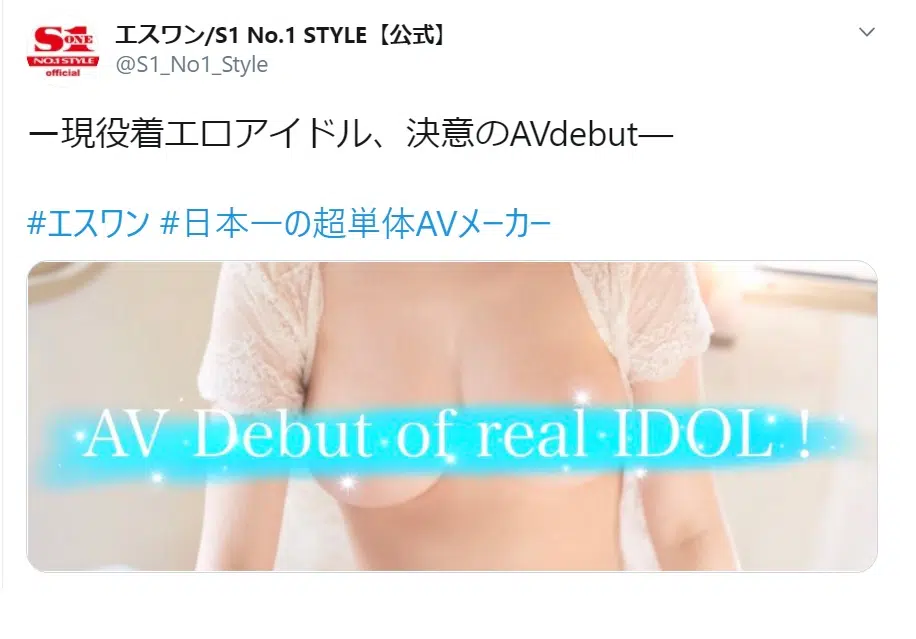 S1 ONE
NO.1 STYLE
official
エスワン/S1 No.1 STYLE【公式】
@S1_No1_Style
ー現役着エロアイドル、決意のAVdebut―
#エスワン #日本一の超単体AVメーカー
AV Debut of real IDOL !